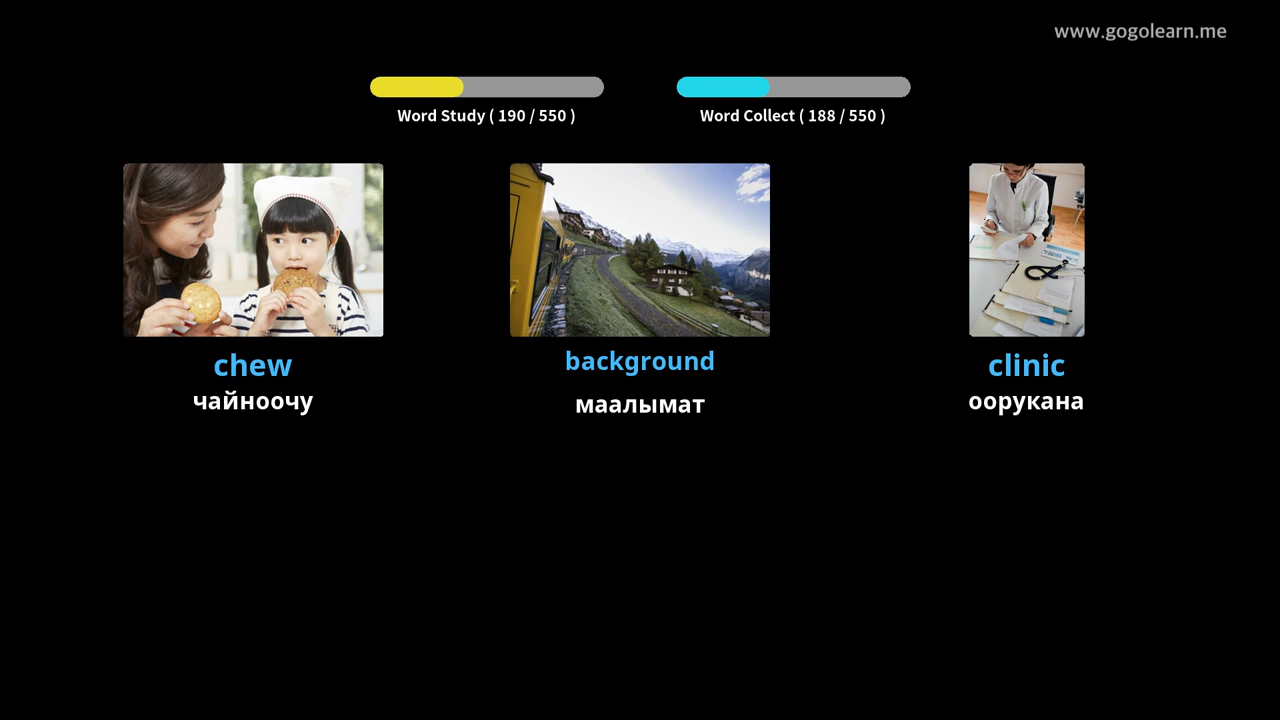 www.gogolearn.me
Word Study ( 190 / 550 )
Word Collect ( 188 / 550 )
chew
чайноочу
background
маалымат
clinic
оорукана